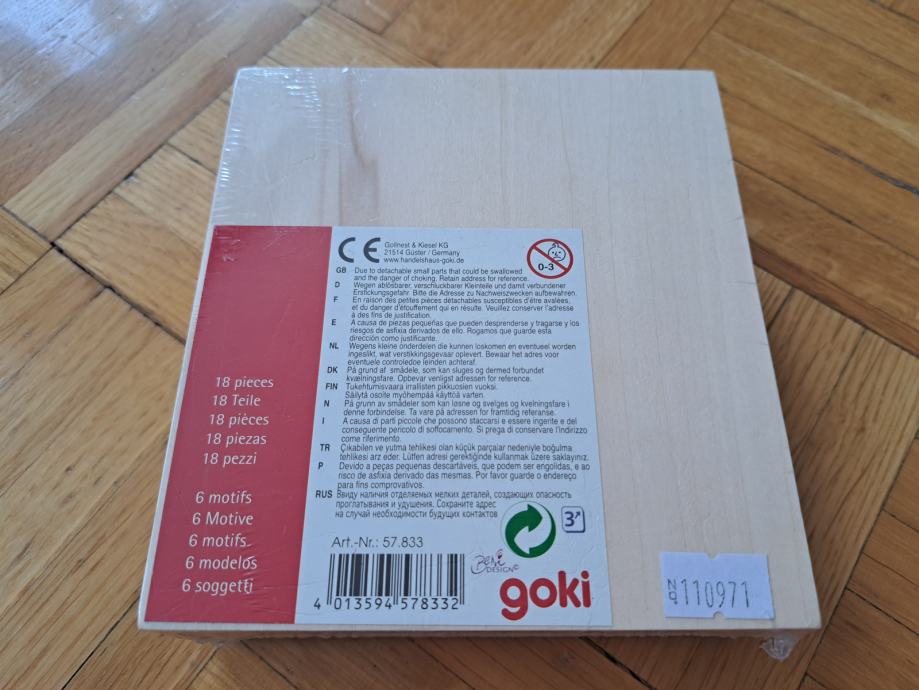 18 pieces
18 Teile
18 pièces
18 piezas
18 pezzi
6 motifs
6 Motive
6 motifs
6 modelos
6 soggetti
CE
Gollnest & Kiesel KG
21514 Güster / Germany
www.handelshaus-goki.de
0-3
GB Due to detachable small parts that could be swallowed
and the danger of choking. Retain address for reference.
D Wegen ablösbarer, verschluckbarer Kleinteile und damit verbundener
Erstickungsgefahr. Bitte die Adresse zu Nachweiszwecken aufbewahren.
F En raison des petites pièces détachables susceptibles d'être avalées,
et du danger d'étouffement qui en résulte. Veuillez conserver l'adresse
à des fins de justification.
E A causa de piezas pequeñas que pueden desprenderse y tragarse y los
riesgos de asfixia derivados de ello. Rogamos que guarde esta
dirección como justificante.
NL Wegens kleine onderdelen die kunnen loskomen en eventueel worden
ingeslikt, wat verstikkingsgevaar oplevert. Bewaar het adres voor
eventuele controledoe leinden achteraf.
DK På grund af smådele, som kan sluges og dermed forbundet
kvælningsfare. Opbevar venligst adressen for reference.
FIN Tukehtumisvaara irrallisten pikkuosien vuoksi.
Säilytä osoite myöhempää käyttöä varten.
N På grunn av smådeler som kan løsne og svelges og kvelningsfare i
denne forbindelse. Ta vare på adressen for framtidig referanse.
I A causa di parti piccole che possono staccarsi e essere ingente e del
conseguente pericolo di soffocamento. Si prega di conservare l'indirizzo
come riferimento.
TR Çıkabilen ve yutma tehlikesi olan küçük parçalar nedeniyle boğulma
tehlikesi arz eder. Lütfen adresi gerektiğinde kullanmak üzere saklayınız.
P Devido a peças pequenas descartáveis, que podem ser engolidas, e ao
risco de asfixia derivado das mesmas. Por favor guarde o endereço
para fins comprovativos.
RUS Ввиду наличия отделяемых мелких деталей, создающих опасность
проглатывания и удушения. Сохраните адрес
на случай необходимости будущих контактов
3+
Art.-Nr.: 57.833
4 013594 578332
DESIGN
goki
No 110971